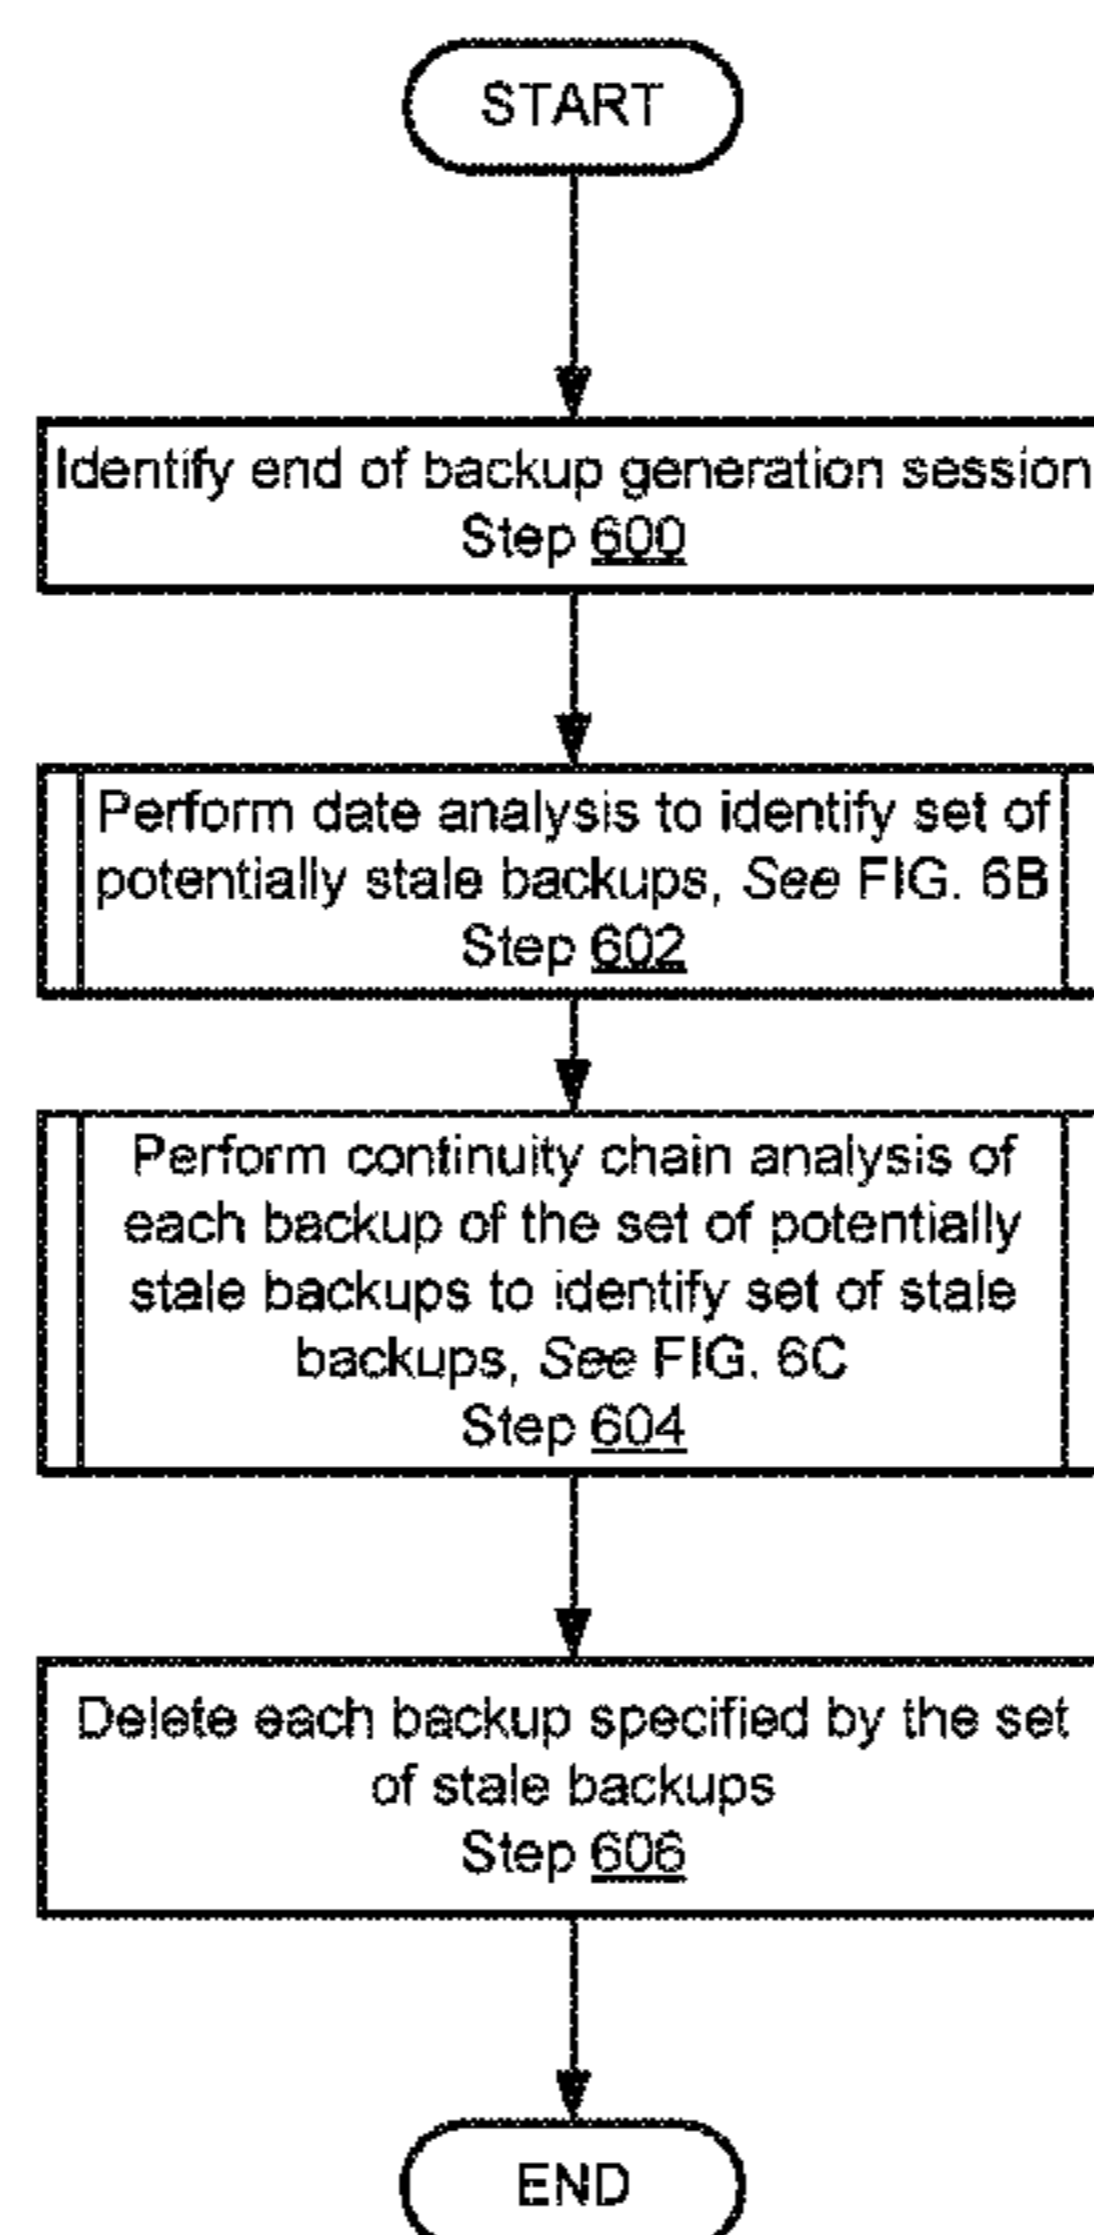 START
Identify end of backup generation session
Step 600
Perform date analysis to identify set of
potentially stale backups, See FIG. 6B
Step 602
Perform continuity chain analysis of
each backup of the set of potentially
stale backups to identify set of stale
backups, See FIG. 6C
Step 604
Delete each backup specified by the set
of stale backups
Step 606
END